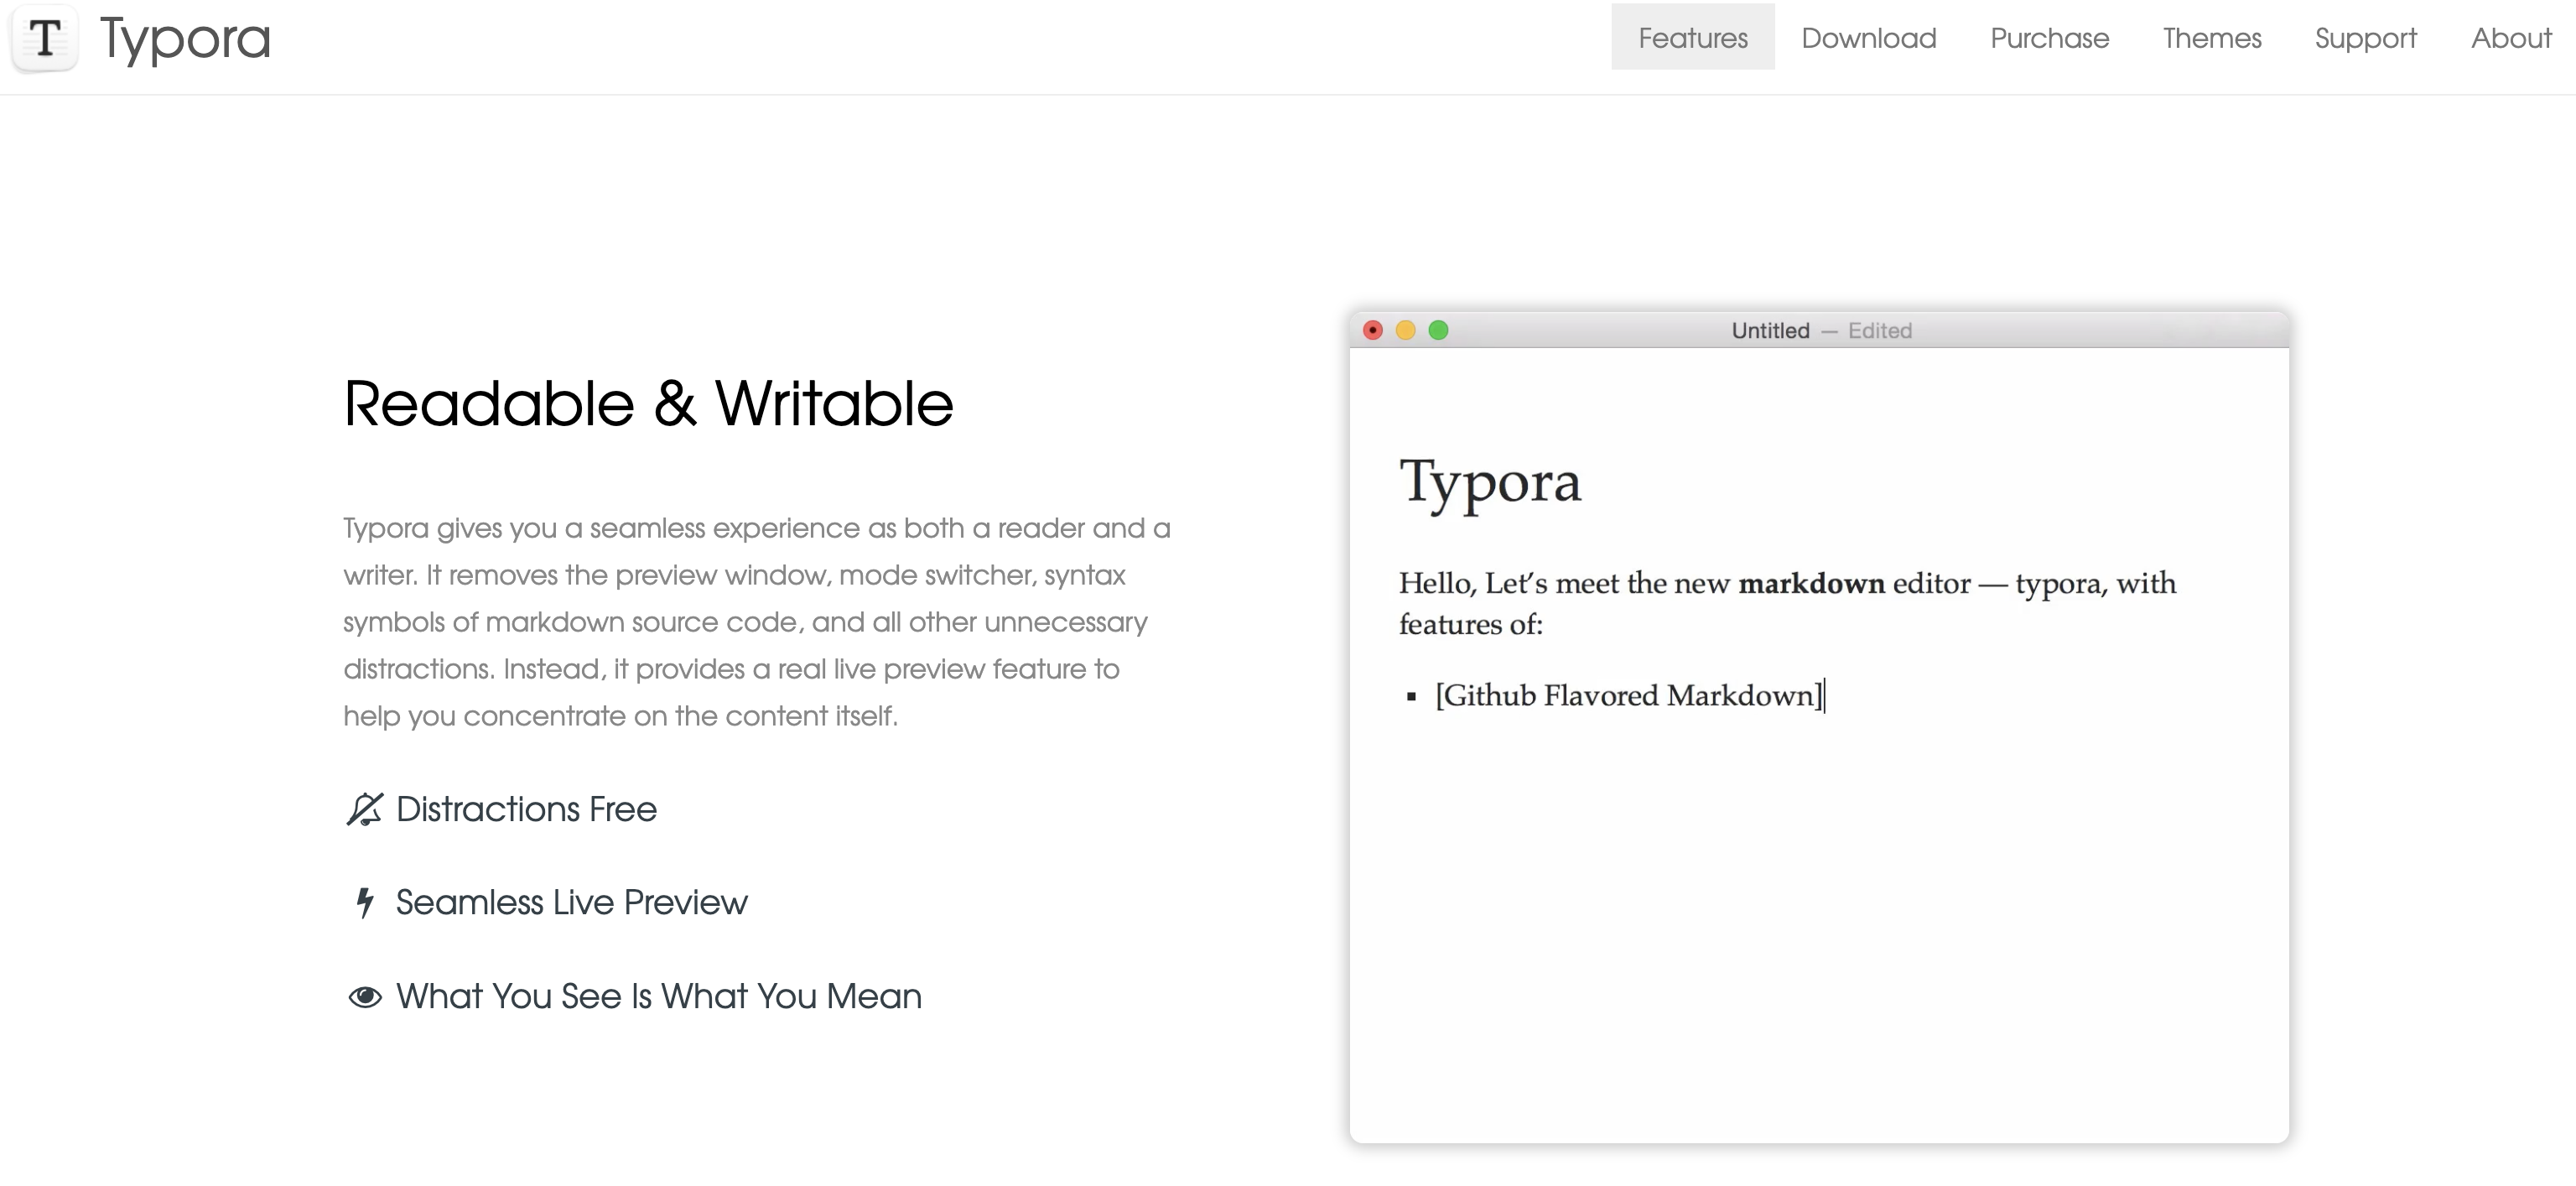 T Typora
Features Download Purchase Themes Support About
Readable & Writable
Typora gives you a seamless experience as both a reader and a
writer. It removes the preview window, mode switcher, syntax
symbols of markdown source code, and all other unnecessary
distractions. Instead, it provides a real live preview feature to
help you concentrate on the content itself.
Distractions Free
Seamless Live Preview
What You See Is What You Mean
Untitled — Edited
Typora
Hello, Let’s meet the new markdown editor — typora, with
features of:
▪ [Github Flavored Markdown]